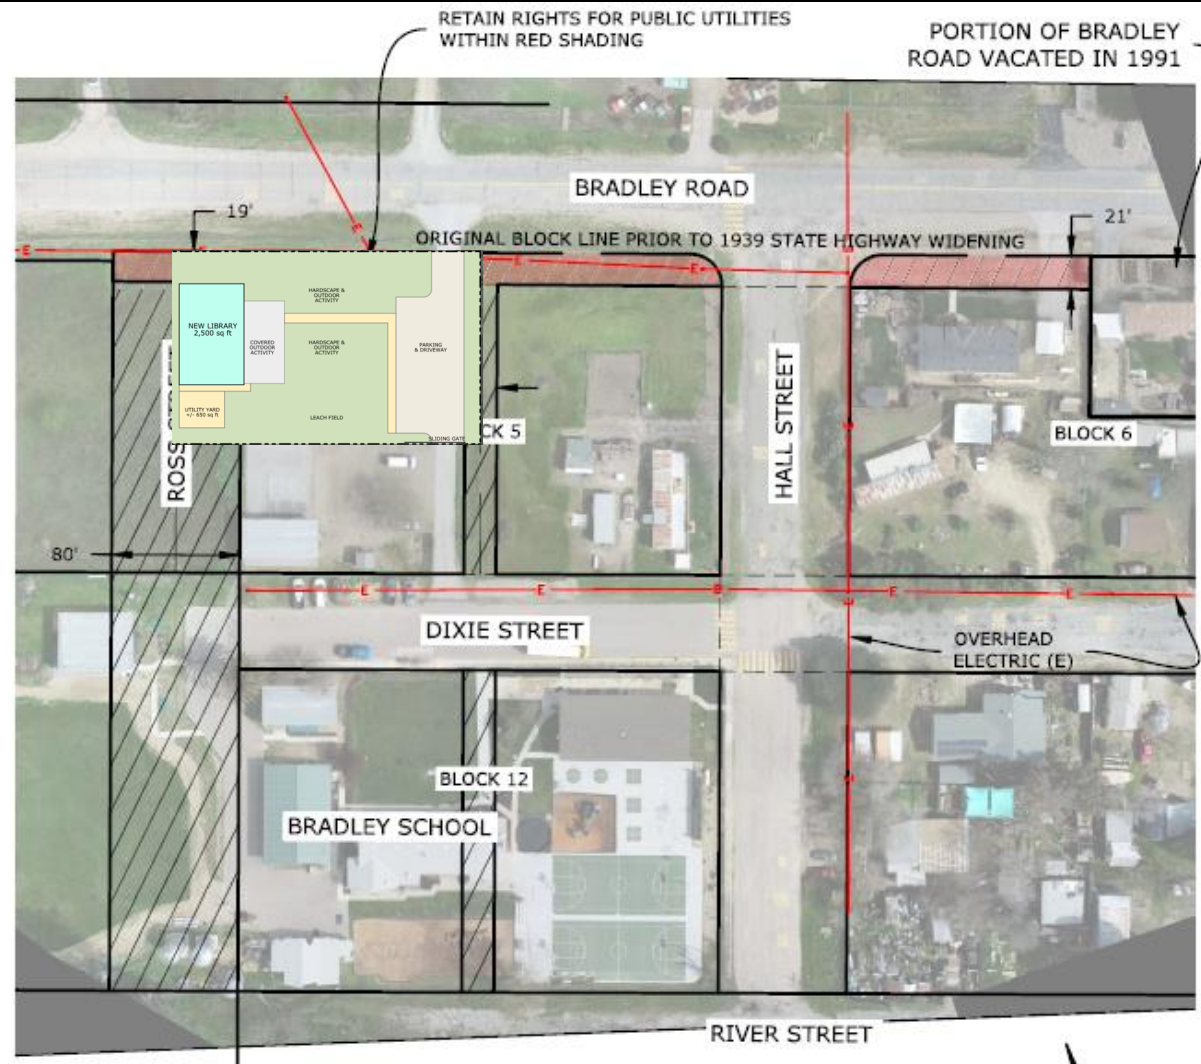 RETAIN RIGHTS FOR PUBLIC UTILITIES
WITHIN RED SHADING
PORTION OF BRADLEY
ROAD VACATED IN 1991
BRADLEY ROAD
19'
21'
E
ORIGINAL BLOCK LINE PRIOR TO 1939 STATE HIGHWAY WIDENING
E
E
E
E
HARDSCAPE &
OUTDOOR
ACTIVITY
NEW LIBRARY
2,500 sq ft
COVERED
OUTDOOR
ACTIVITY
HARDSCAPE &
OUTDOOR
ACTIVITY
PARKING
& DRIVEWAY
UTILITY YARD
+/- 650 sq ft
LEACH FIELD
SLIDING GATE
ROSS
CK 5
HALL STREET
BLOCK 6
80'
E
E
E
E
E
DIXIE STREET
OVERHEAD
ELECTRIC (E)
BLOCK 12
BRADLEY SCHOOL
RIVER STREET